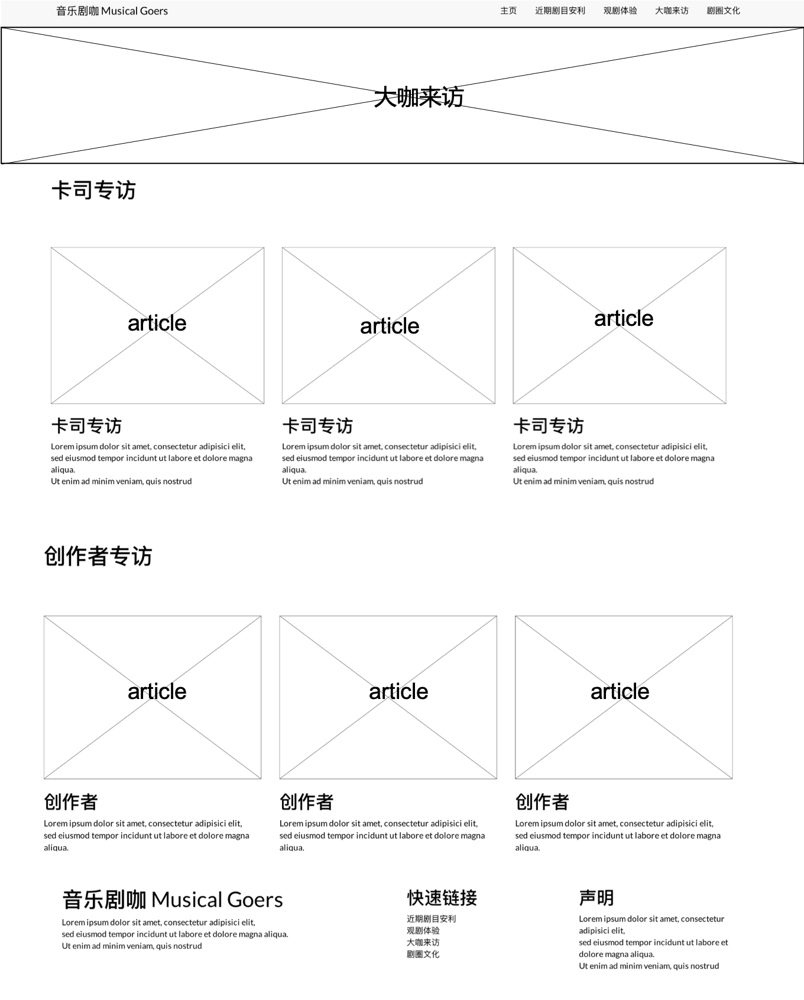 音乐剧咖 Musical Goers
主页 近期剧目安利 观剧体验 大咖来访 剧圈文化
大咖来访
卡司专访
article
article
article
卡司专访
Lorem ipsum dolor sit amet, consectetur adipisici elit,
sed eiusmod tempor incidunt ut labore et dolore magna
aliqua.
Ut enim ad minim veniam, quis nostrud
卡司专访
Lorem ipsum dolor sit amet, consectetur adipisici elit,
sed eiusmod tempor incidunt ut labore et dolore magna
aliqua.
Ut enim ad minim veniam, quis nostrud
卡司专访
Lorem ipsum dolor sit amet, consectetur adipisici elit,
sed eiusmod tempor incidunt ut labore et dolore magna
aliqua.
Ut enim ad minim veniam, quis nostrud
创作者专访
article
article
article
创作者
Lorem ipsum dolor sit amet, consectetur adipisici elit,
sed eiusmod tempor incidunt ut labore et dolore magna
aliqua.
创作者
Lorem ipsum dolor sit amet, consectetur adipisici elit,
sed eiusmod tempor incidunt ut labore et dolore magna
aliqua.
创作者
Lorem ipsum dolor sit amet, consectetur adipisici elit,
sed eiusmod tempor incidunt ut labore et dolore magna
aliqua.
音乐剧咖 Musical Goers
Lorem ipsum dolor sit amet, consectetur adipisici elit,
sed eiusmod tempor incidunt ut labore et dolore magna aliqua.
Ut enim ad minim veniam, quis nostrud
快速链接
近期剧目安利
观剧体验
大咖来访
剧圈文化
声明
Lorem ipsum dolor sit amet, consectetur
adipisici elit,
sed eiusmod tempor incidunt ut labore et
dolore magna aliqua.
Ut enim ad minim veniam, quis nostrud